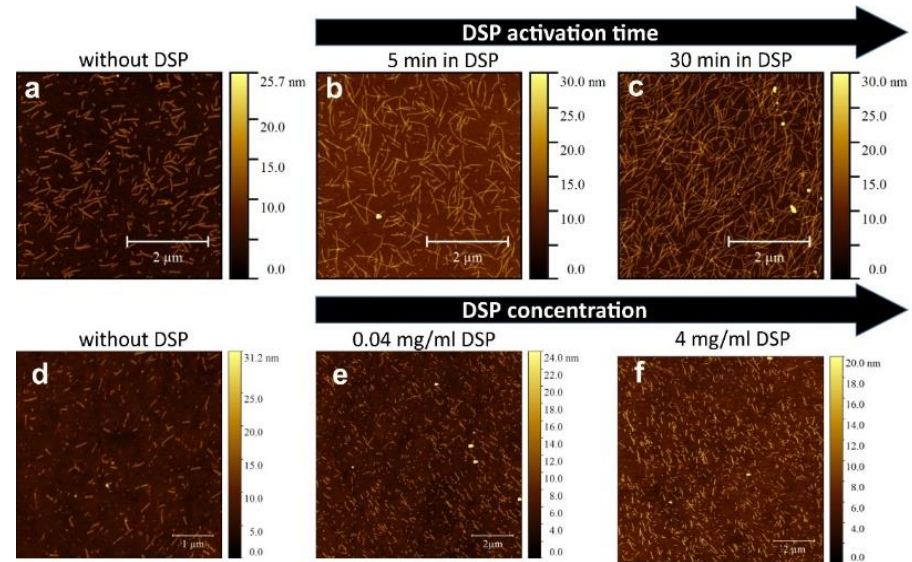 DSP activation time
without DSP
5 min in DSP
30 min in DSP
a
25.7 nm
20.0
15.0
10.0
0.0
2 µm
b
30.0 nm
25.0
20.0
15.0
10.0
0.0
2 µm
c
30.0 nm
25.0
20.0
15.0
10.0
0.0
2 µm
DSP concentration
without DSP
0.04 mg/ml DSP
4 mg/ml DSP
d
31.2 nm
25.0
20.0
15.0
10.0
5.0
0.0
1 µm
e
24.0 nm
22.0
20.0
18.0
16.0
14.0
12.0
10.0
8.0
6.0
4.0
2.0
0.0
2µm
f
20.0 nm
18.0
16.0
14.0
12.0
10.0
8.0
6.0
4.0
2.0
0.0
2 µm